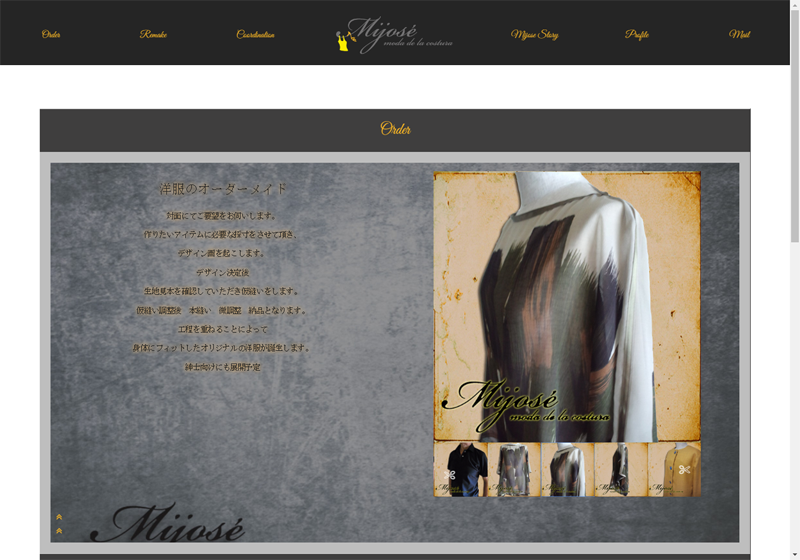 Order
Remake
Coordination
Mijosé
moda de la costura
Mijose Story
Profile
Mail
Order
洋服のオーダーメイド
対面にてご要望をお伺いします。
作りたいアイテムに必要な採寸をさせて頂き、
デザイン画を起こします。
デザイン決定後
生地見本を確認していただき仮縫いをします。
仮縫い調整後 本縫い 微調整 納品となります。
工程を重ねることによって
身体にフィットしたオリジナルの洋服が誕生します。
紳士向けにも展開予定
Mijosé
moda de la costura
Mijosé